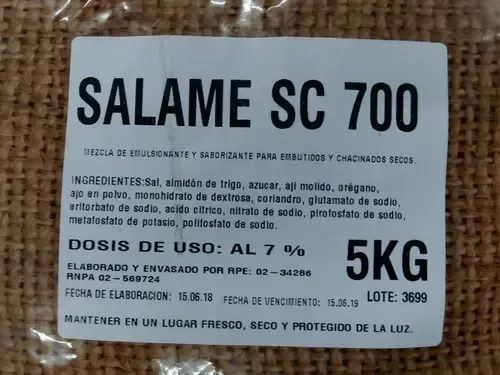 SALAME SC 700
MEZCLA DE EMULSIONANTE Y SABORIZANTE PARA EMBUTIDOS Y CHACINADOS SECOS.
INGREDIENTES:Sal, almidón de trigo, azucar, aji molido, orégano,
ajo en polvo, monohidrato de dextrosa, coriandro, glutamato de sodio,
eritorbato de sodio, acido cítrico, nitrato de sodio, pirofosfato de sodio,
metafosfato de potasio, polifosfato de sodio.
DOSIS DE USO: AL 7 %
5KG
ELABORADO Y ENVASADO POR RPE: 02-34286
RNPA 02-569724
FECHA DE ELABORACION: 15.06.18 FECHA DE VENCIMIENTO: 15.06.19 LOTE: 3699
MANTENER EN UN LUGAR FRESCO, SECO Y PROTEGIDO DE LA LUZ.